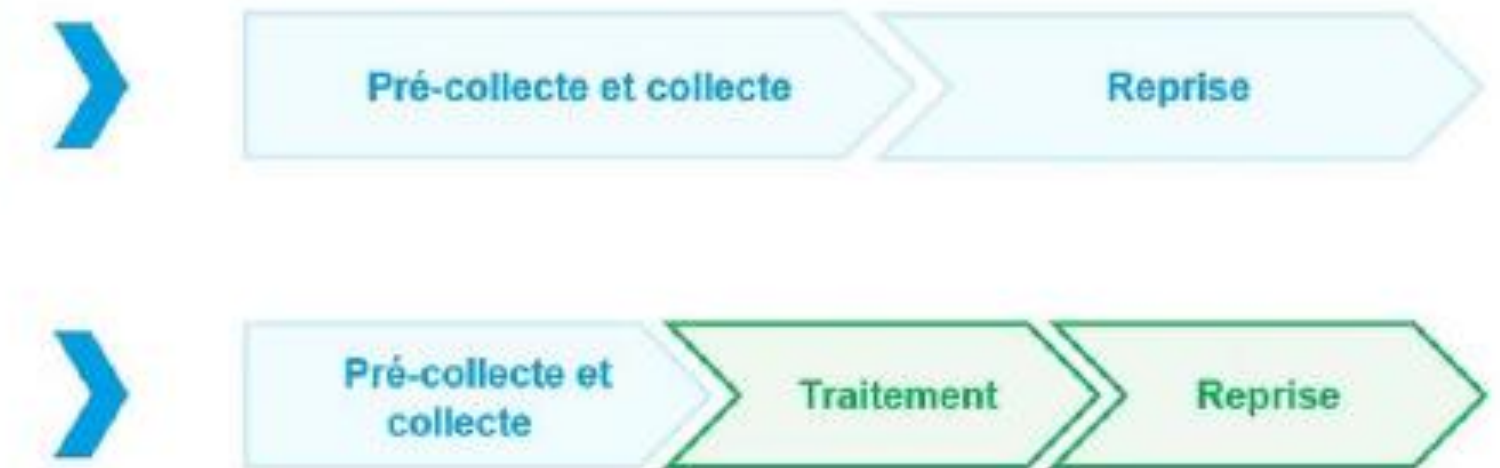 Pré-collecte et collecte
Reprise
Pré-collecte et
collecte
Traitement
Reprise